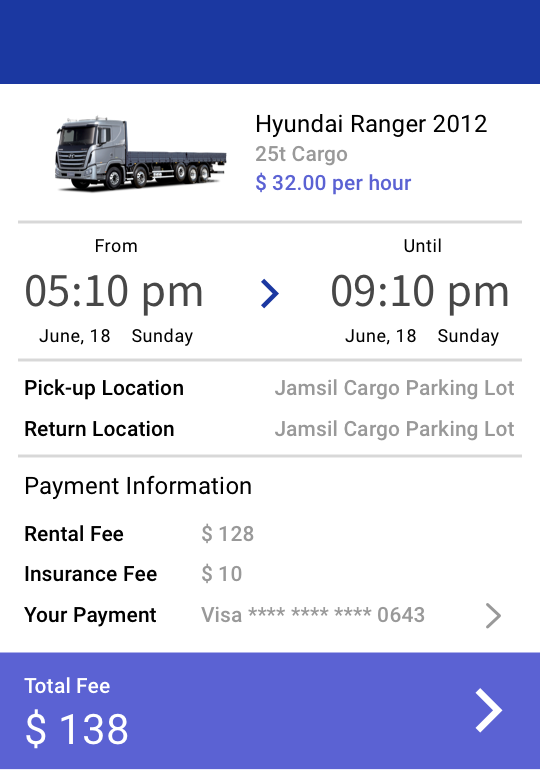 Hyundai Ranger 2012
25t Cargo
$ 32.00 per hour
From
Until
05:10 pm
09:10 pm
June, 18 Sunday
June, 18 Sunday
Pick-up Location Jamsil Cargo Parking Lot
Return Location Jamsil Cargo Parking Lot
Payment Information
Rental Fee $ 128
Insurance Fee $ 10
Your Payment Visa **** **** **** 0643
Total Fee
$ 138